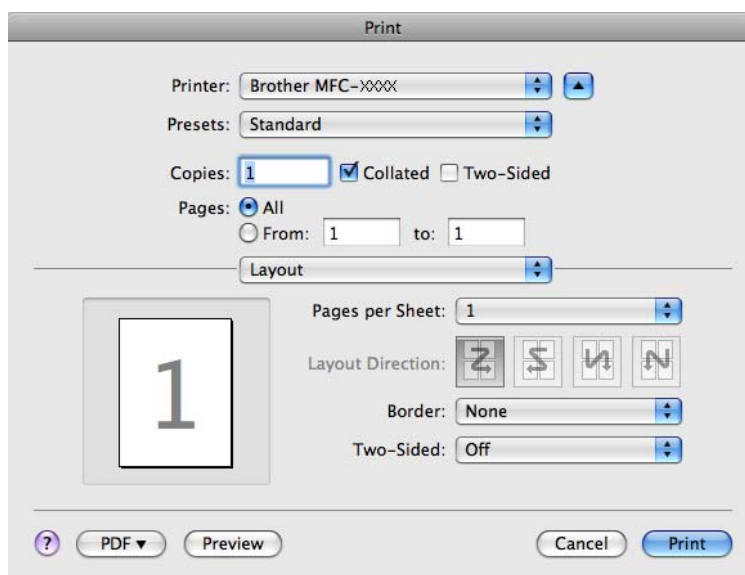 Print
Printer: Brother MFC-XXXX
Presets: Standard
Copies: 1 Collated Two-Sided
Pages: All
From: 1 to: 1
Layout
Pages per Sheet: 1
Layout Direction:
Border: None
Two-Sided: Off
1
? PDF▼ Preview Cancel Print